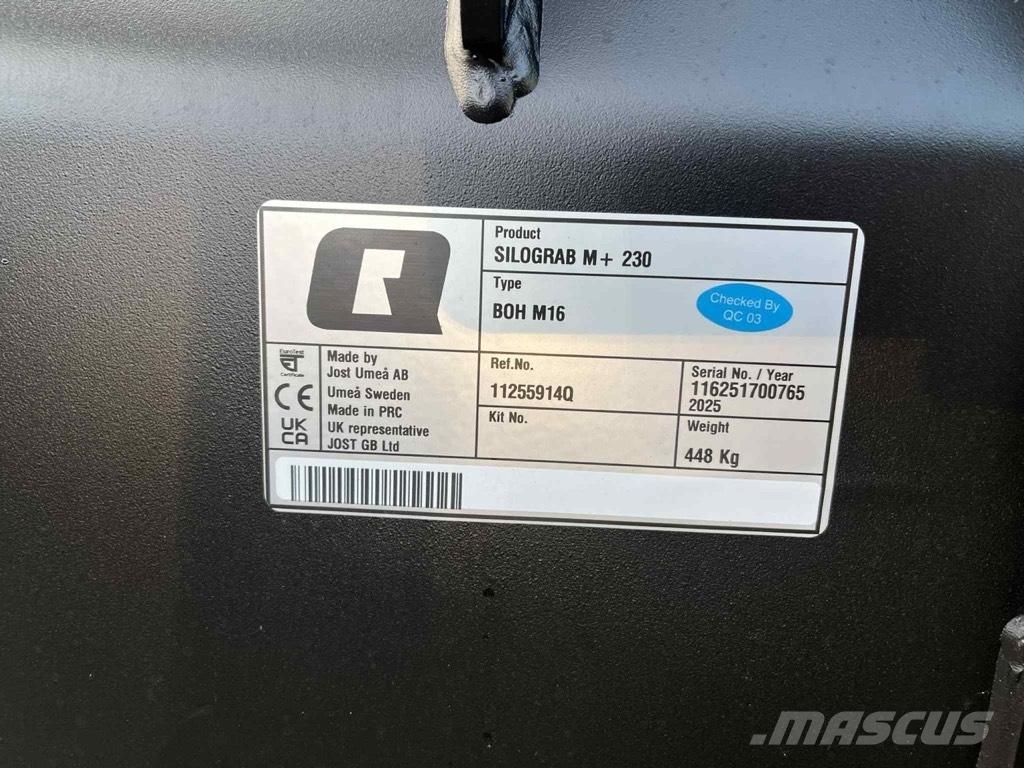 Product
SILOGRAB M+ 230
Type
BOH M16
Checked By
QC 03
EuroTest
Certificate
CE
UK
CA
Made by
Jost Umeå AB
Umeå Sweden
Made in PRC
UK representative
JOST GB Ltd
Ref.No.
11255914Q
Kit No.
Serial No. / Year
116251700765
2025
Weight
448 Kg
MASCUS